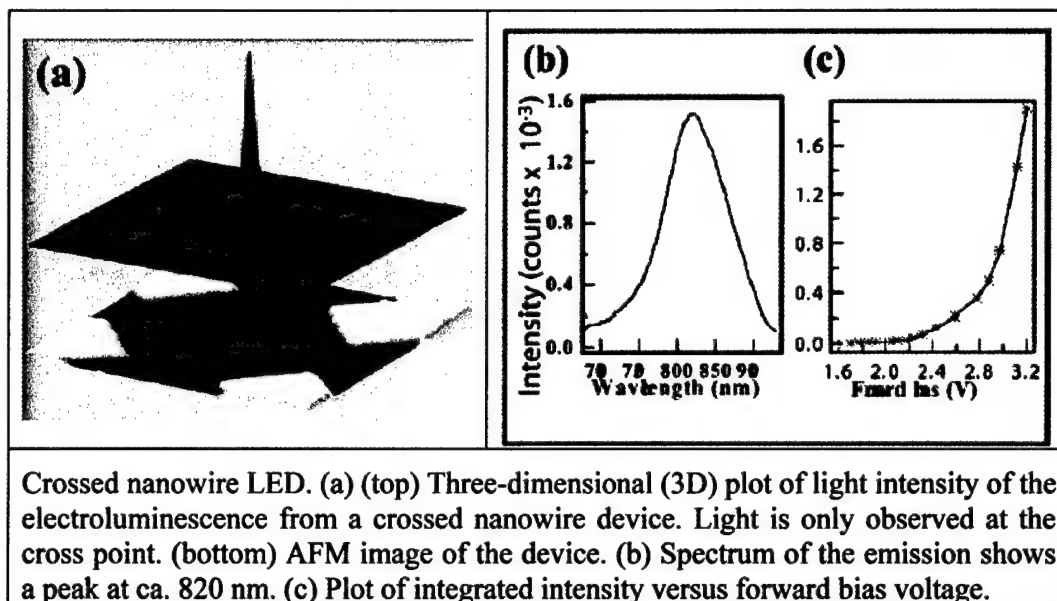 (a)
(b)
(c)
Intensity (counts x 10⁻³)
1.6
1.2
0.8
0.4
0.0
70 800 850 90
Wavelength (nm)
1.6
1.2
0.8
0.4
0.0
1.6 2.0 2.4 2.8 3.2
(V)
Crossed nanowire LED. (a) (top) Three-dimensional (3D) plot of light intensity of the
electroluminescence from a crossed nanowire device. Light is only observed at the
cross point. (bottom) AFM image of the device. (b) Spectrum of the emission shows
a peak at ca. 820 nm. (c) Plot of integrated intensity versus forward bias voltage.